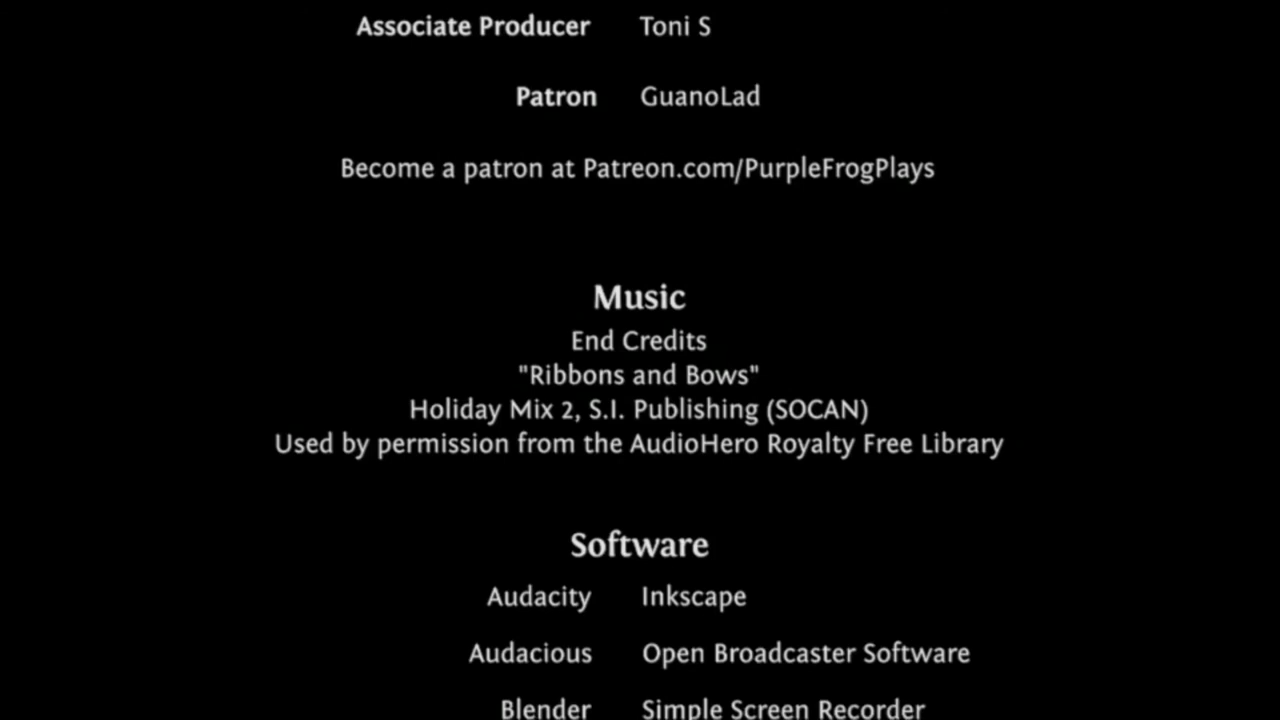 Associate Producer Toni S
Patron GuanoLad
Become a patron at Patreon.com/PurpleFrogPlays
Music
End Credits
"Ribbons and Bows"
Holiday Mix 2, S.I. Publishing (SOCAN)
Used by permission from the AudioHero Royalty Free Library
Software
Audacity Inkscape
Audacious Open Broadcaster Software
Blender Simple Screen Recorder